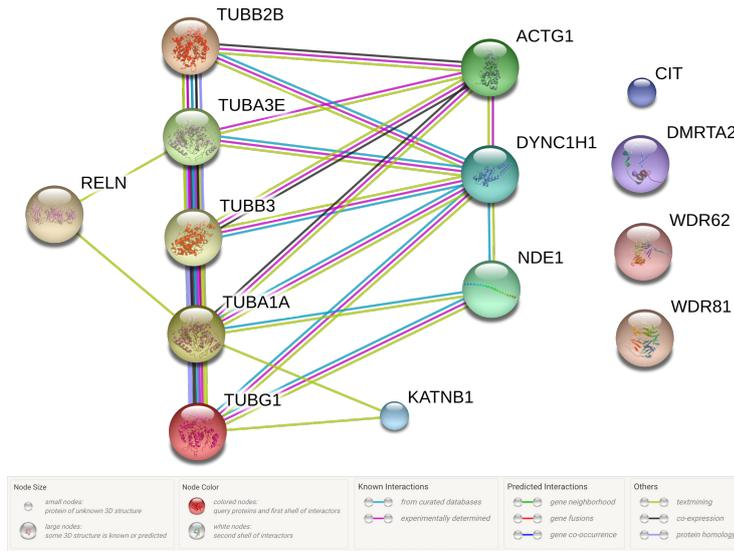 TUBB2B
ACTG1
CIT
TUBA3E
DMRTA2
DYNC1H1
RELN
TUBB3
WDR62
NDE1
TUBA1A
WDR81
TUBG1
KATNB1
Node Size
small nodes:
protein of unknown 3D structure
large nodes:
some 3D structure is known or predicted
Node Color
colored nodes:
query proteins and first shell of interactors
white nodes:
second shell of interactors
Known Interactions
from curated databases
experimentally determined
Predicted Interactions
gene neighborhood
gene fusions
gene co-occurrence
Others
textmining
co-expression
protein homology